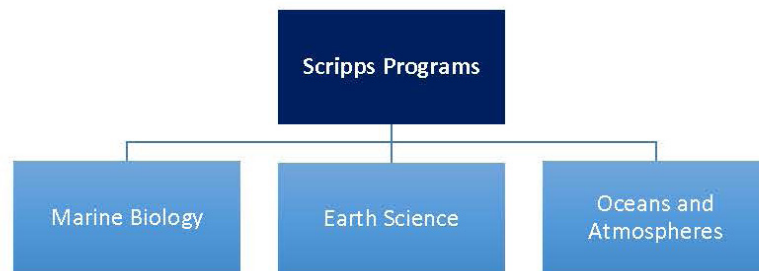 Scripps Programs
Marine Biology
Earth Science
Oceans and
Atmospheres